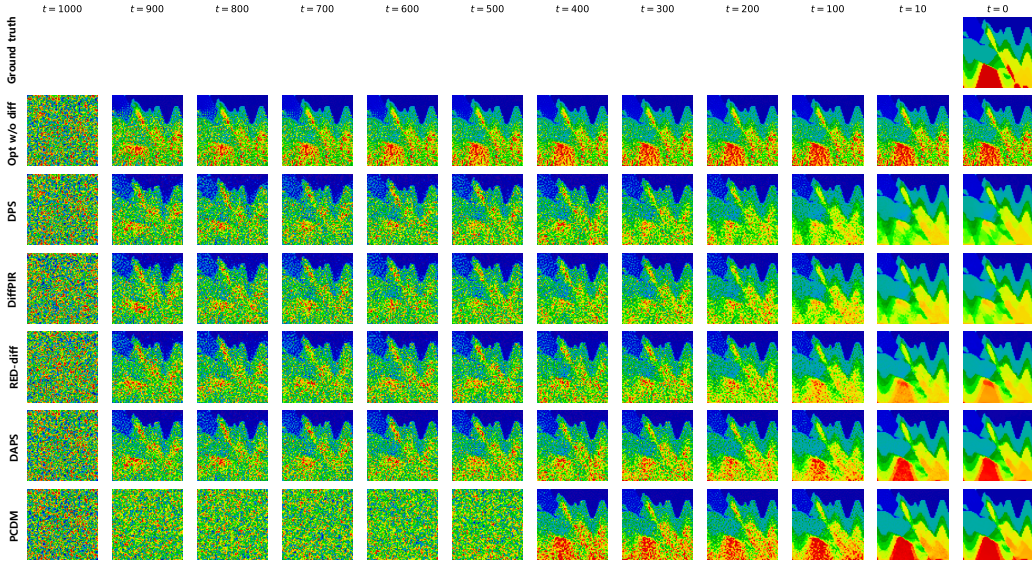 t = 1000 t = 900 t = 800 t = 700 t = 600 t = 500 t = 400 t = 300 t = 200 t = 100 t = 10 t = 0
Ground truth
Opt w/o diff
DPS
DiffPIR
RED-diff
DAPS
PCDM